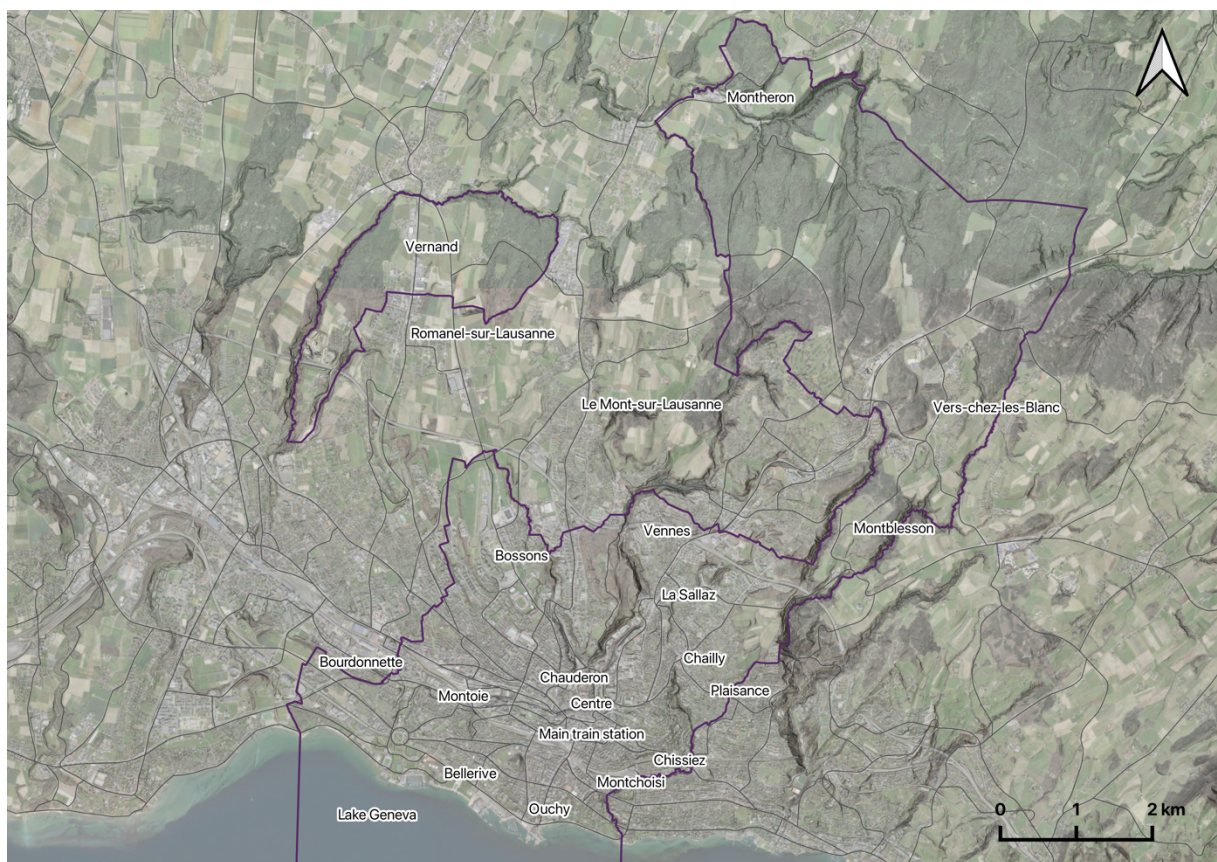 Montheron
Vernand
Romanel-sur-Lausanne
Le Mont-sur-Lausanne
Vers-chez-les-Blanc
Vennes
Montblesson
Bossons
La Sallaz
Bourdonnette
Chailly
Chauderon
Plaisance
Montoie
Centre
Main train station
Chissiez
Bellerive
Montchoisi
Ouchy
Lake Geneva
0 1 2 km